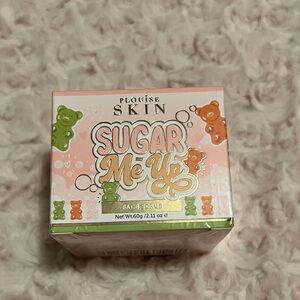 PLOUISE
SKIN
SUGAR
Me Up
Net Wt.60g /2.11 oz ℮